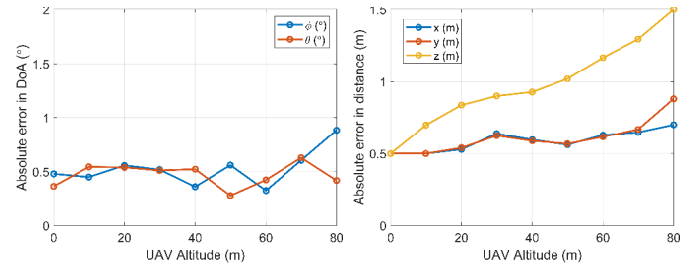 2
1.5
1
0.5
0
0 20 40 60 80
Absolute error in DoA (°)
UAV Altitude (m)
ϕ (°)
θ (°)
1.5
1
0.5
0
0 20 40 60 80
Absolute error in distance (m)
UAV Altitude (m)
x (m)
y (m)
z (m)